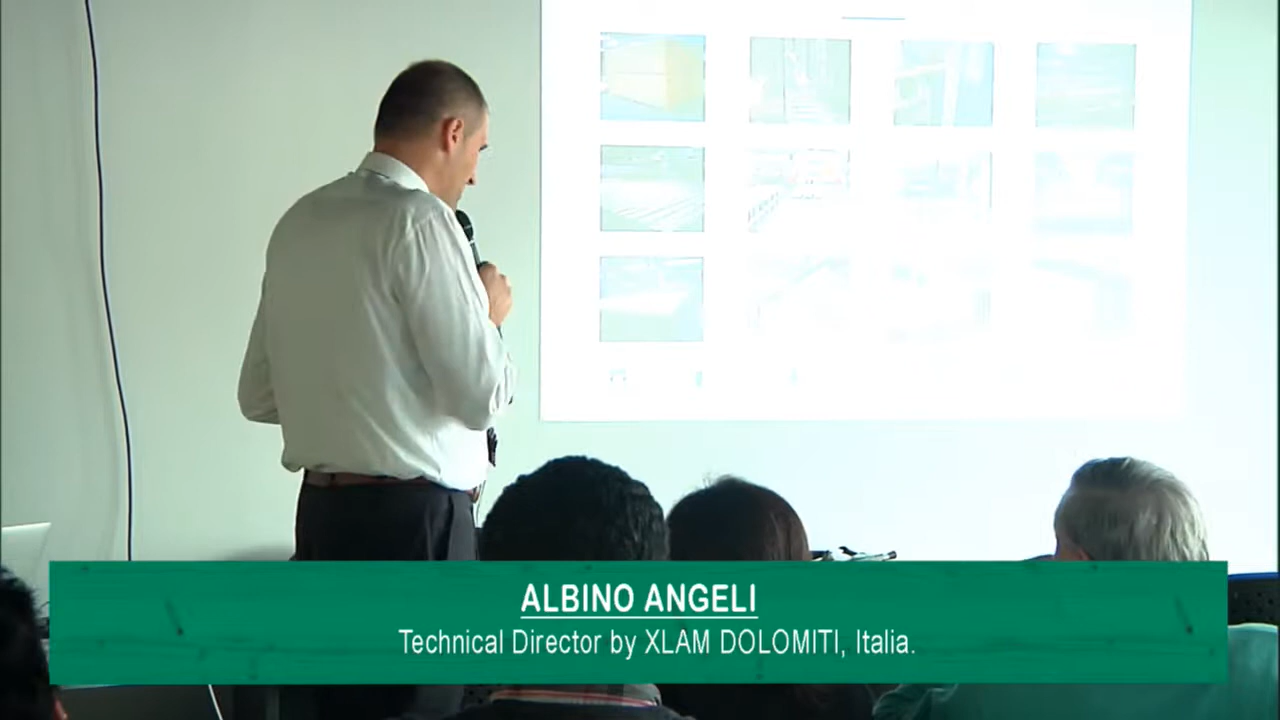 ALBINO ANGELI
Technical Director by XLAM DOLOMITI, Italia.